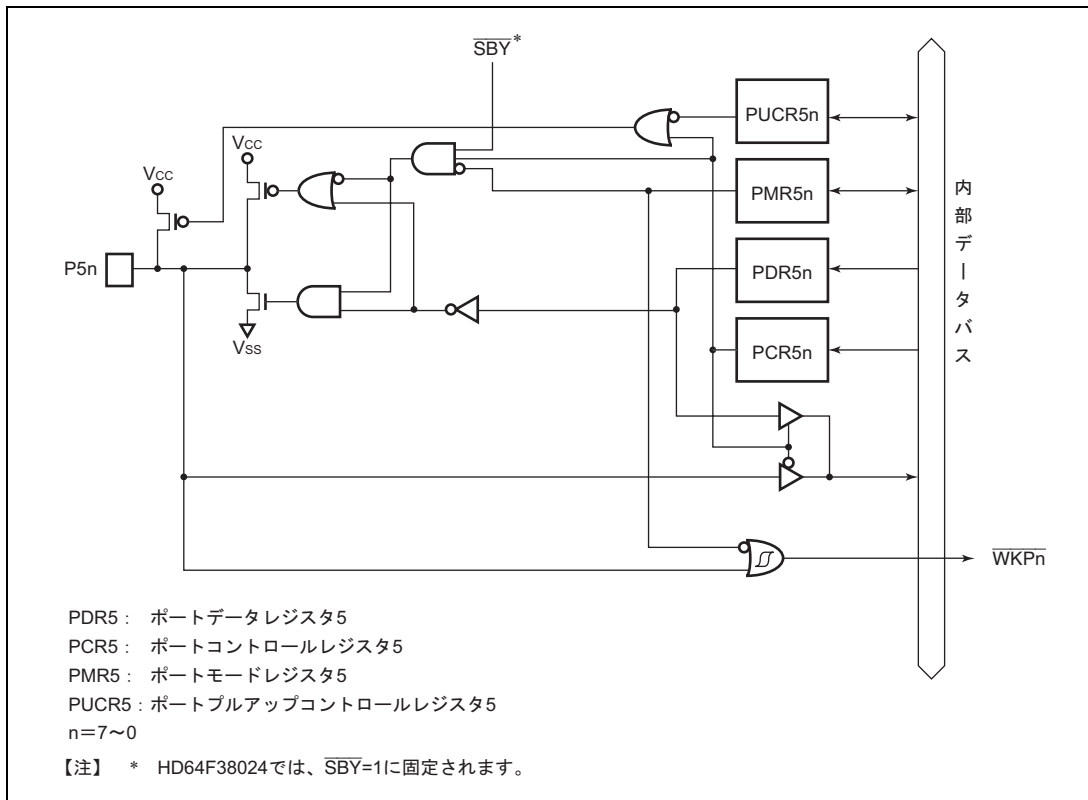 SBY*
PUCR5n
VCC
VCC
PMR5n
内部データバス
PDR5n
P5n
VSS
PCR5n
WKPn
PDR5： ポートデータレジスタ5
PCR5： ポートコントロールレジスタ5
PMR5： ポートモードレジスタ5
PUCR5：ポートプルアップコントロールレジスタ5
n＝7～0
【注】 * HD64F38024では、SBY=1に固定されます。